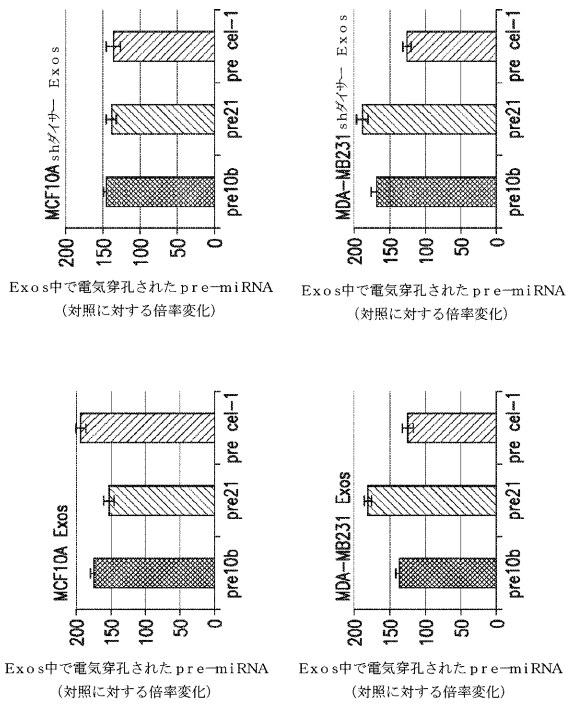 MCF10A shダイサー Exos
200
150
100
50
0
pre10b
pre21
pre cel-1
Exos中で電気穿孔されたpre-miRNA
(対照に対する倍率変化)
MDA-MB231 shダイサー Exos
200
150
100
50
0
pre10b
pre21
pre cel-1
Exos中で電気穿孔されたpre-miRNA
(対照に対する倍率変化)
MCF10A Exos
200
150
100
50
0
pre10b
pre21
pre cel-1
Exos中で電気穿孔されたpre-miRNA
(対照に対する倍率変化)
MDA-MB231 Exos
200
150
100
50
0
pre10b
pre21
pre cel-1
Exos中で電気穿孔されたpre-miRNA
(対照に対する倍率変化)